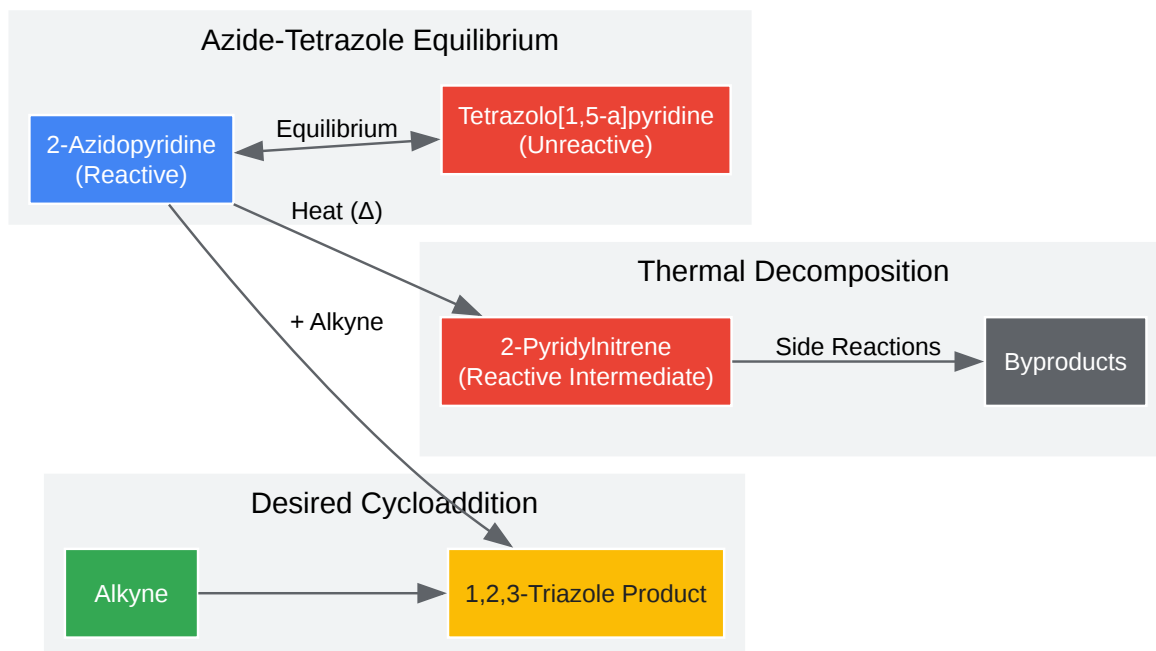 Azide-Tetrazole Equilibrium
2-Azidopyridine
(Reactive)
Equilibrium
Tetrazolo[1,5-a]pyridine
(Unreactive)
Heat (Δ)
+ Alkyne
Thermal Decomposition
2-Pyridylnitrene
(Reactive Intermediate)
Side Reactions
Byproducts
Desired Cycloaddition
Alkyne
1,2,3-Triazole Product